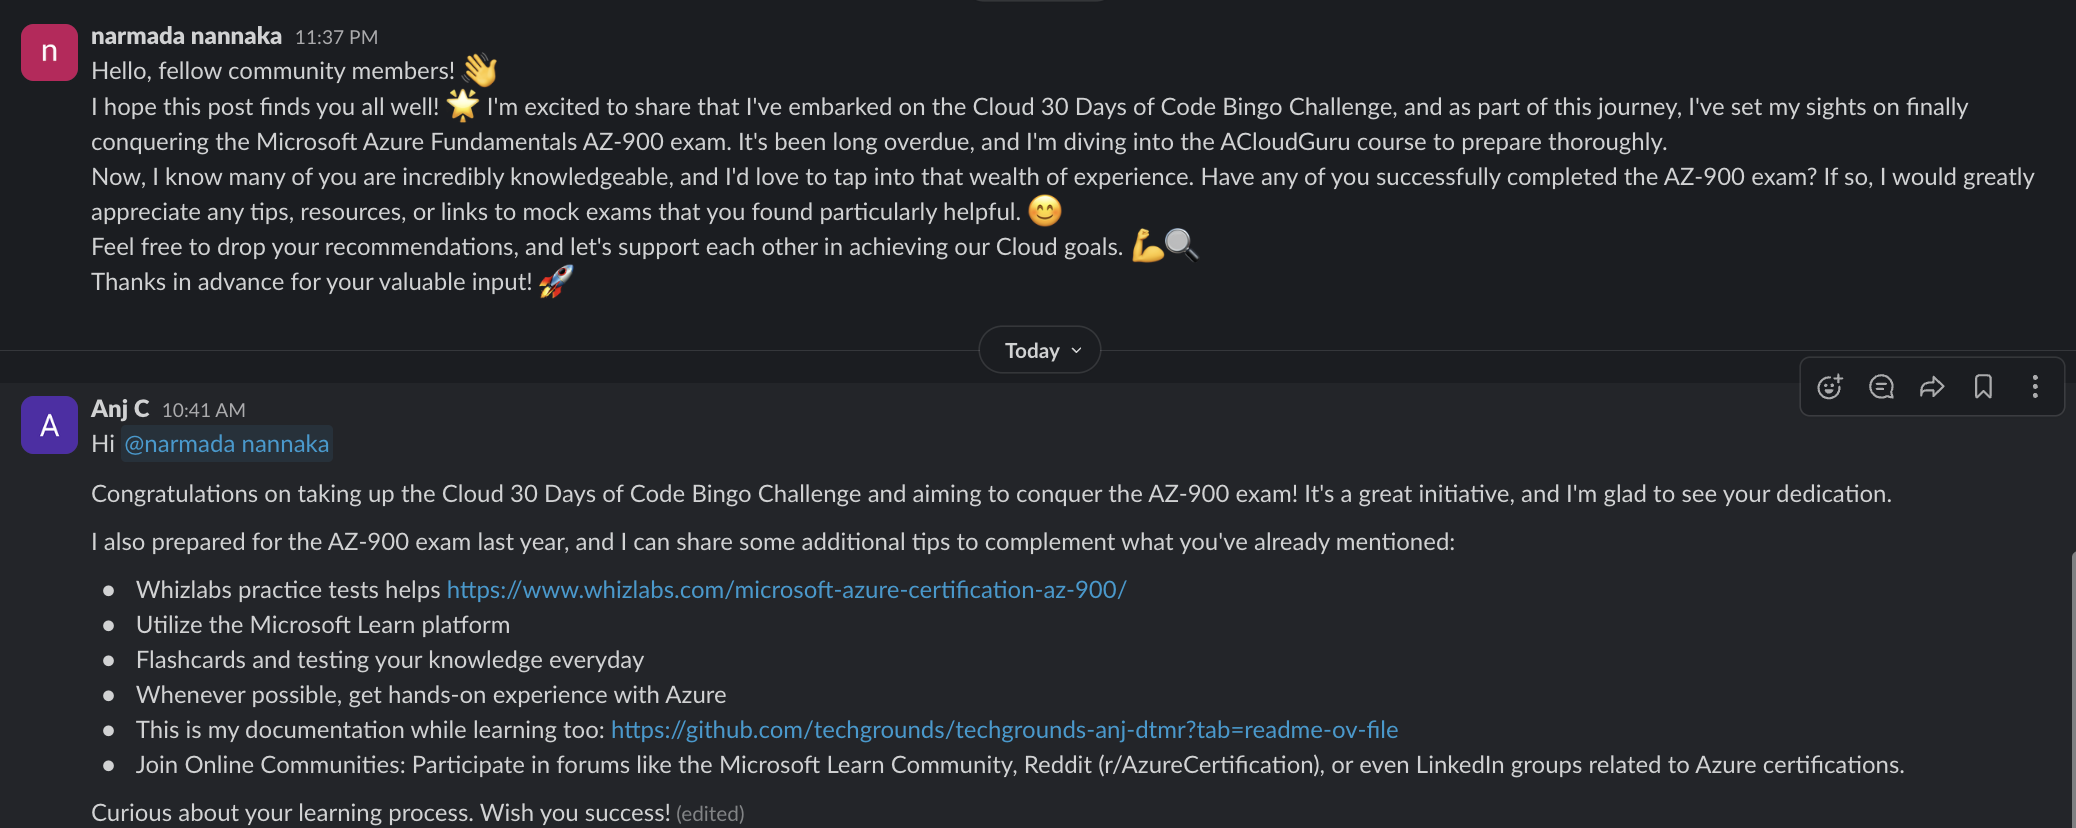 n
narmada nannaka 11:37 PM
Hello, fellow community members! 👋
I hope this post finds you all well! 🌟 I'm excited to share that I've embarked on the Cloud 30 Days of Code Bingo Challenge, and as part of this journey, I've set my sights on finally
conquering the Microsoft Azure Fundamentals AZ-900 exam. It's been long overdue, and I'm diving into the ACloudGuru course to prepare thoroughly.
Now, I know many of you are incredibly knowledgeable, and I'd love to tap into that wealth of experience. Have any of you successfully completed the AZ-900 exam? If so, I would greatly
appreciate any tips, resources, or links to mock exams that you found particularly helpful. 😊
Feel free to drop your recommendations, and let's support each other in achieving our Cloud goals. 💪🔍
Thanks in advance for your valuable input! 🚀
Today
A
Anj C 10:41 AM
Hi @narmada nannaka
Congratulations on taking up the Cloud 30 Days of Code Bingo Challenge and aiming to conquer the AZ-900 exam! It's a great initiative, and I'm glad to see your dedication.
I also prepared for the AZ-900 exam last year, and I can share some additional tips to complement what you've already mentioned:
• Whizlabs practice tests helps https://www.whizlabs.com/microsoft-azure-certification-az-900/
• Utilize the Microsoft Learn platform
• Flashcards and testing your knowledge everyday
• Whenever possible, get hands-on experience with Azure
• This is my documentation while learning too: https://github.com/techgrounds/techgrounds-anj-dtmr?tab=readme-ov-file
• Join Online Communities: Participate in forums like the Microsoft Learn Community, Reddit (r/AzureCertification), or even LinkedIn groups related to Azure certifications.
Curious about your learning process. Wish you success! (edited)